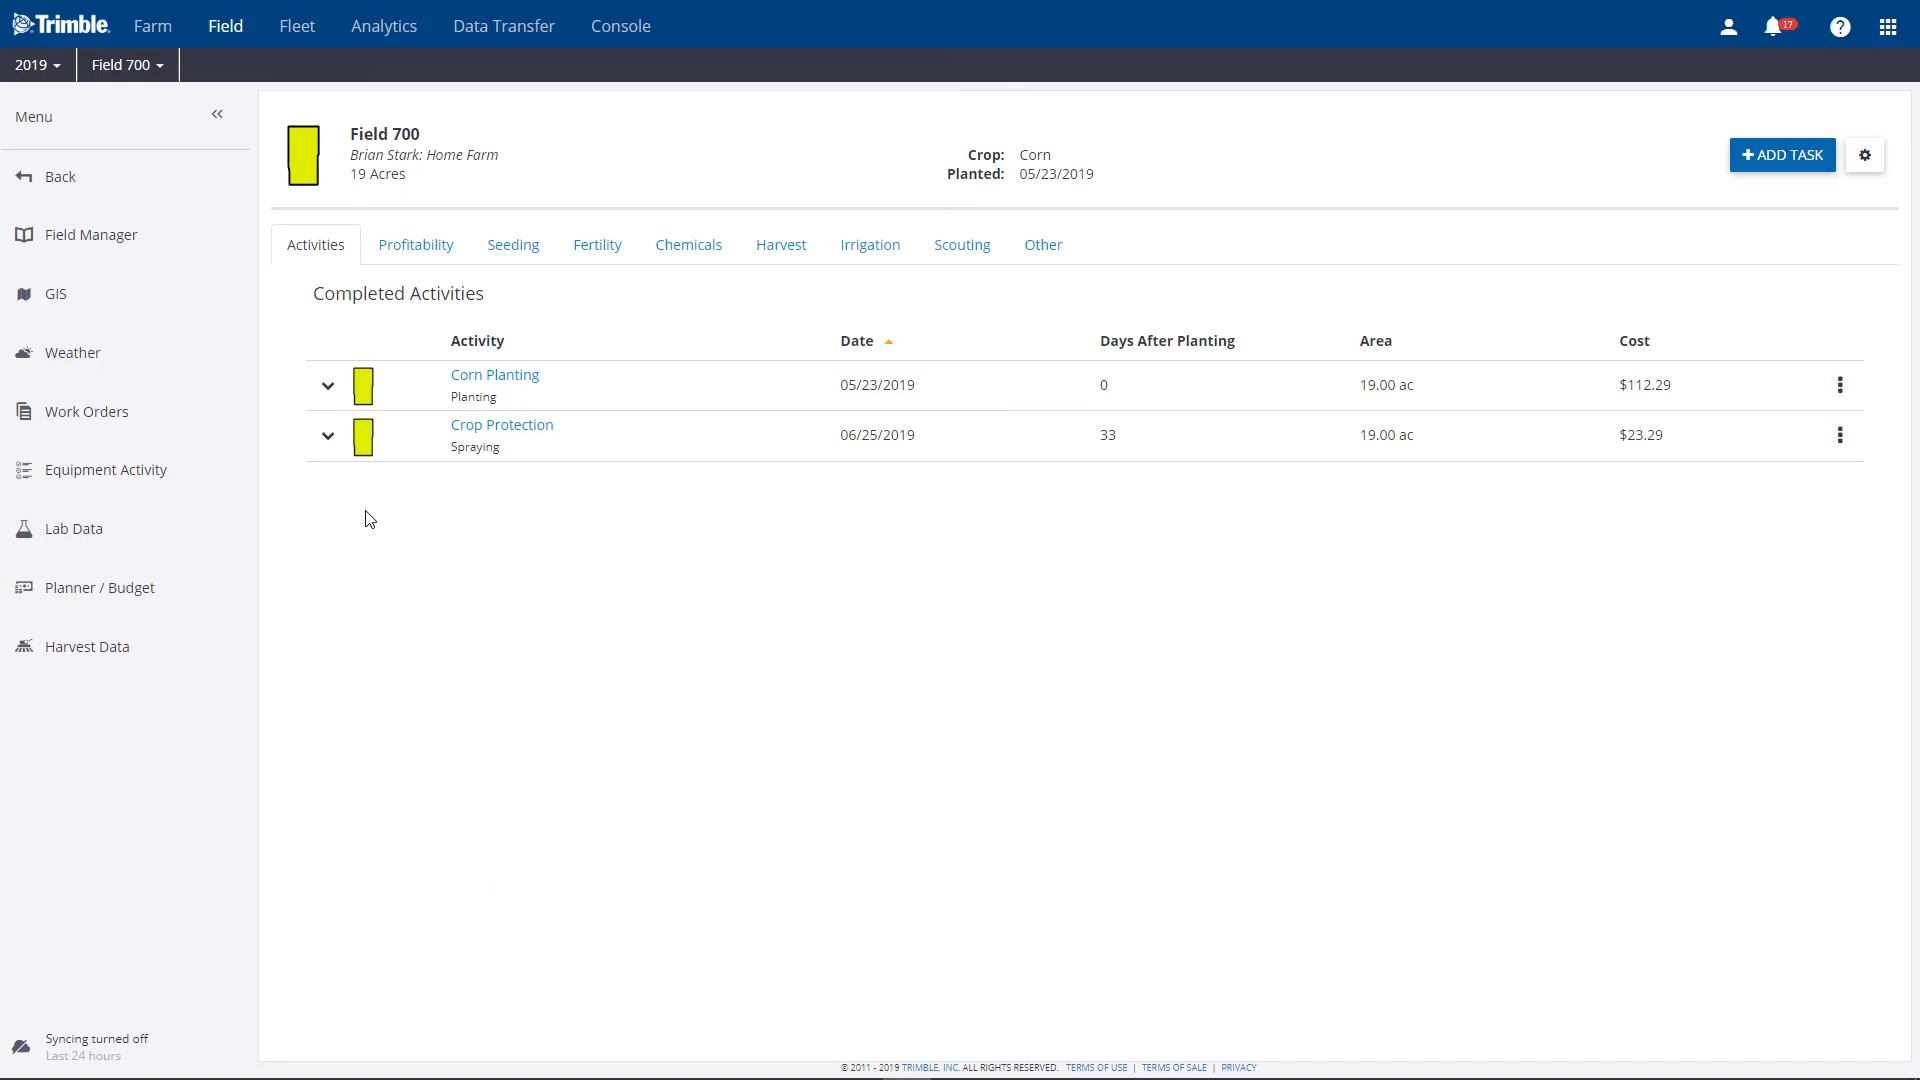 Trimble. Farm Field Fleet Analytics Data Transfer Console 17
2019 Field 700
Menu
Back
Field Manager
GIS
Weather
Work Orders
Equipment Activity
Lab Data
Planner / Budget
Harvest Data
Syncing turned off
Last 24 hours
Field 700
Brian Stark: Home Farm
19 Acres
Crop: Corn
Planted: 05/23/2019
ADD TASK
Activities Profitability Seeding Fertility Chemicals Harvest Irrigation Scouting Other
Completed Activities
Activity Date Days After Planting Area Cost
Corn Planting 05/23/2019 0 19.00 ac $112.29
Planting
Crop Protection 06/25/2019 33 19.00 ac $23.29
Spraying
© 2011 - 2019 TRIMBLE, INC. ALL RIGHTS RESERVED. TERMS OF USE | TERMS OF SALE | PRIVACY